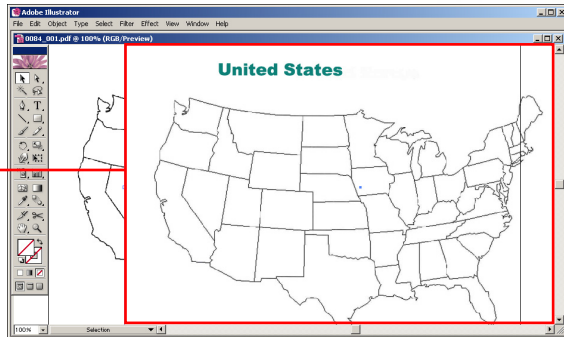 Adobe Illustrator
File Edit Object Type Select Filter Effect View Window Help
0084_001.pdf @ 100% (RGB/Preview)
United States
T
100% Selection